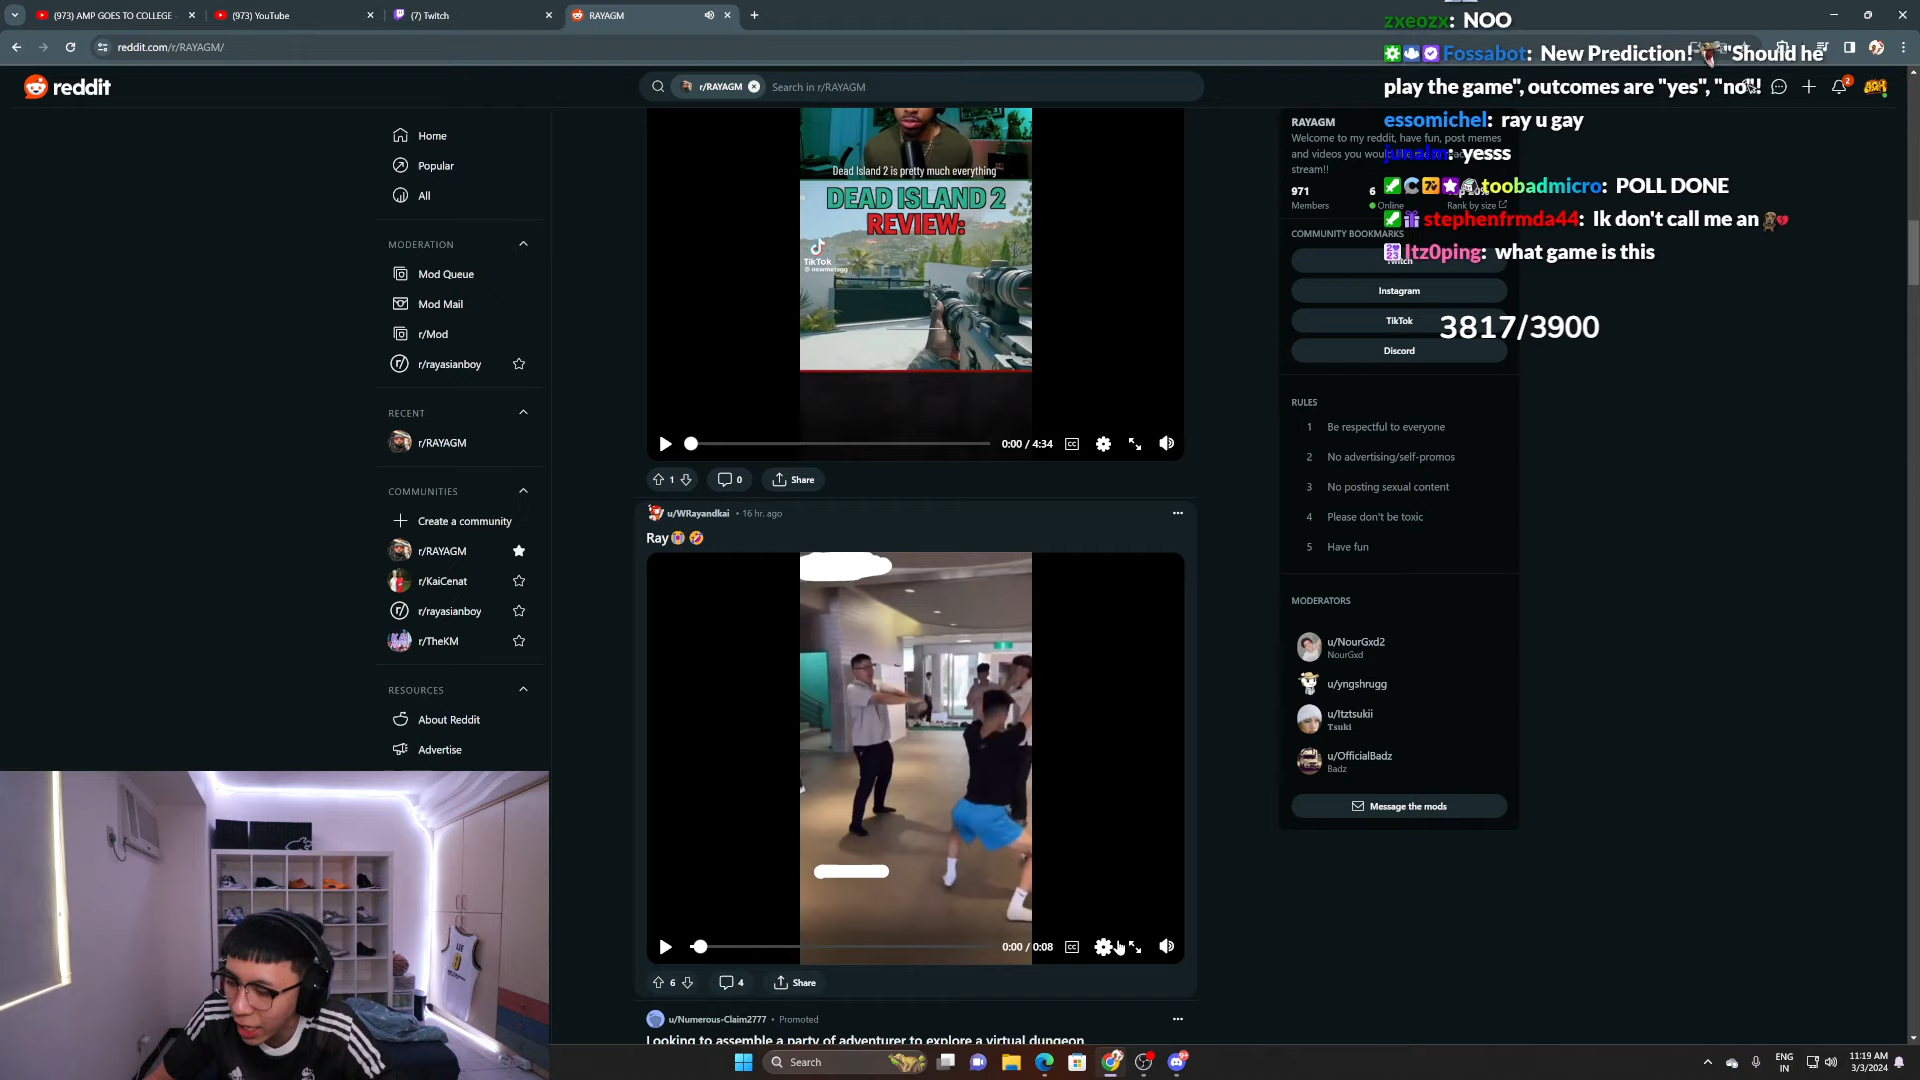 (973) AMP GOES TO COLLEGE
(973) YouTube
(7) Twitch
RAYAGM
reddit.com/r/RAYAGM/
reddit
r/RAYAGM
Search in r/RAYAGM
zxeozx: NOO
Fossabot: New Prediction! "Should he
play the game", outcomes are "yes", "no"!
essomichel: ray u gay
junalm: yesss
toobadmicro: POLL DONE
stephenfrmda44: Ik don't call me an
Itz0ping: what game is this
3817/3900
Home
Popular
All
MODERATION
Mod Queue
Mod Mail
r/Mod
r/rayasianboy
RECENT
r/RAYAGM
COMMUNITIES
Create a community
r/RAYAGM
r/KaiCenat
r/rayasianboy
r/TheKM
RESOURCES
About Reddit
Advertise
Dead Island 2 is pretty much everything
DEAD ISLAND 2
REVIEW:
TikTok
@newmetagg
0:00 / 4:34
1
0
Share
u/WRayandkai • 16 hr. ago
Ray
0:00 / 0:08
6
4
Share
u/Numerous-Claim2777 • Promoted
Looking to assemble a party of adventurer to explore a virtual dungeon
RAYAGM
Welcome to my reddit, have fun, post memes
and videos you wou
stream!!
971
Members
6
Online
Rank by size
COMMUNITY BOOKMARKS
Twitch
Instagram
TikTok
Discord
RULES
1 Be respectful to everyone
2 No advertising/self-promos
3 No posting sexual content
4 Please don't be toxic
5 Have fun
MODERATORS
u/NourGxd2
NourGxd
u/yngshrugg
u/Itztsukii
Tsuki
u/OfficialBadz
Badz
Message the mods
Search
ENG
IN
11:19 AM
3/3/2024